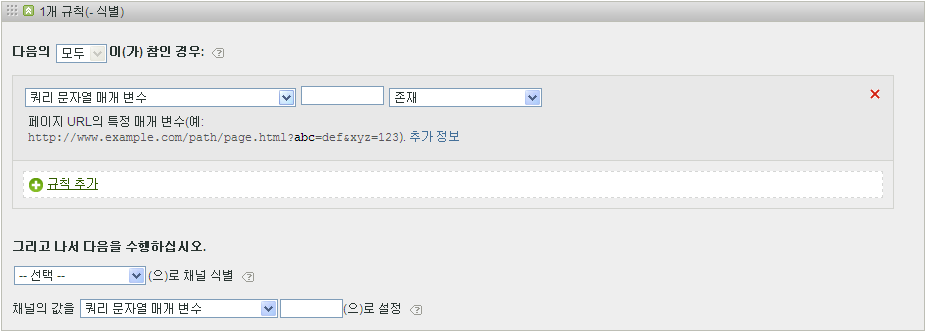 1개 규칙(- 식별)
다음의 모두 이(가) 참인 경우:
쿼리 문자열 매개 변수 존재
페이지 URL의 특정 매개 변수(예:
http://www.example.com/path/page.html?abc=def&xyz=123). 추가 정보
규칙 추가
그리고 나서 다음을 수행하십시오.
-- 선택 -- (으)로 채널 식별
채널의 값을 쿼리 문자열 매개 변수 (으)로 설정